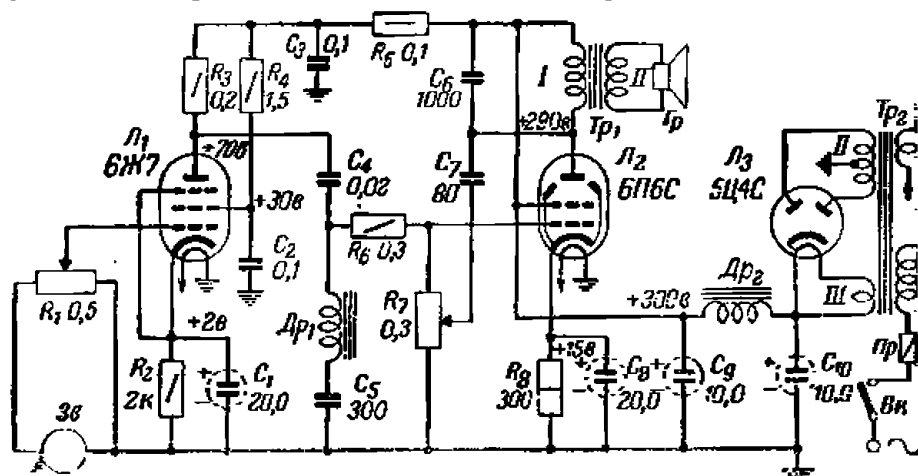 C₃
0,1
R₅ 0,1
R₃
0,2
R₄
1,5
C₆
1000
I
II
Тр₁
Гр
Л₁
6Ж7
+70в
+290в
Л₂
6П6С
Л₃
5Ц4С
Тр₂
II
C₄
0,02
C₇
80
+30в
C₂
0,1
R₆ 0,3
R₁ 0,5
Др₁
R₇
0,3
Др₂
+300в
III
+2в
+15в
Пр
R₂
2к
C₁
20,0
C₅
300
R₈
300
C₈
20,0
C₉
10,0
C₁₀
10,0
Вк
Зв